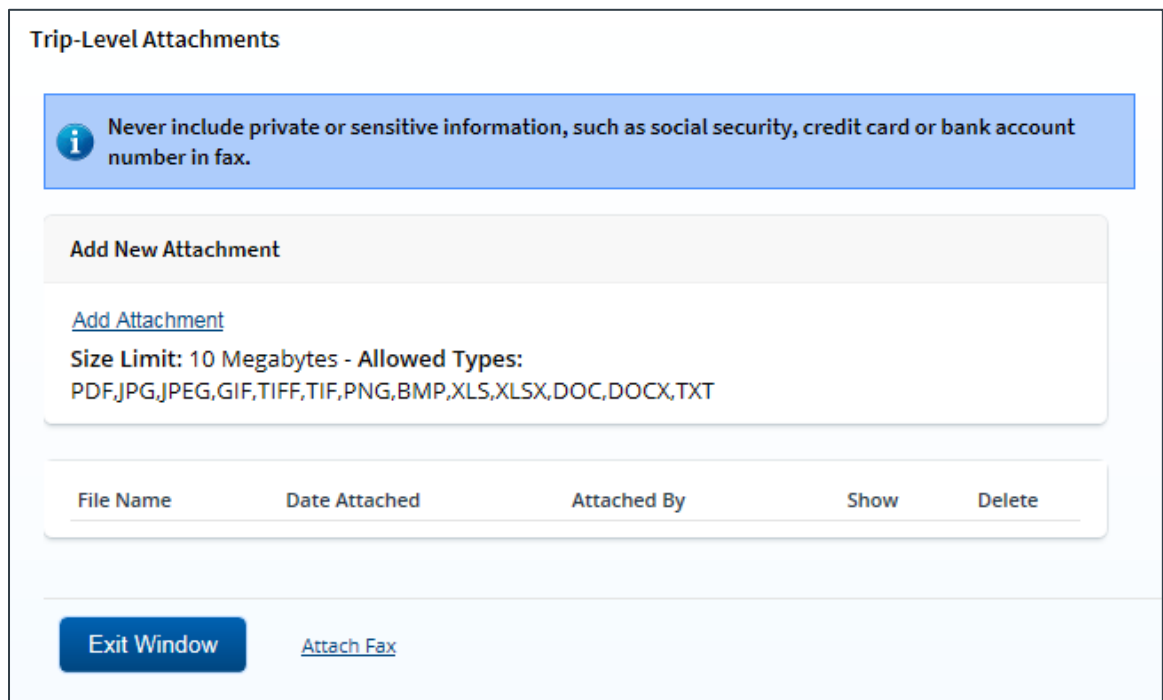 Trip-Level Attachments
Never include private or sensitive information, such as social security, credit card or bank account
number in fax.
Add New Attachment
Add Attachment
Size Limit: 10 Megabytes - Allowed Types:
PDF,JPG,JPEG,GIF,TIFF,TIF,PNG,BMP,XLS,XLSX,DOC,DOCX,TXT
File Name Date Attached Attached By Show Delete
Exit Window Attach Fax